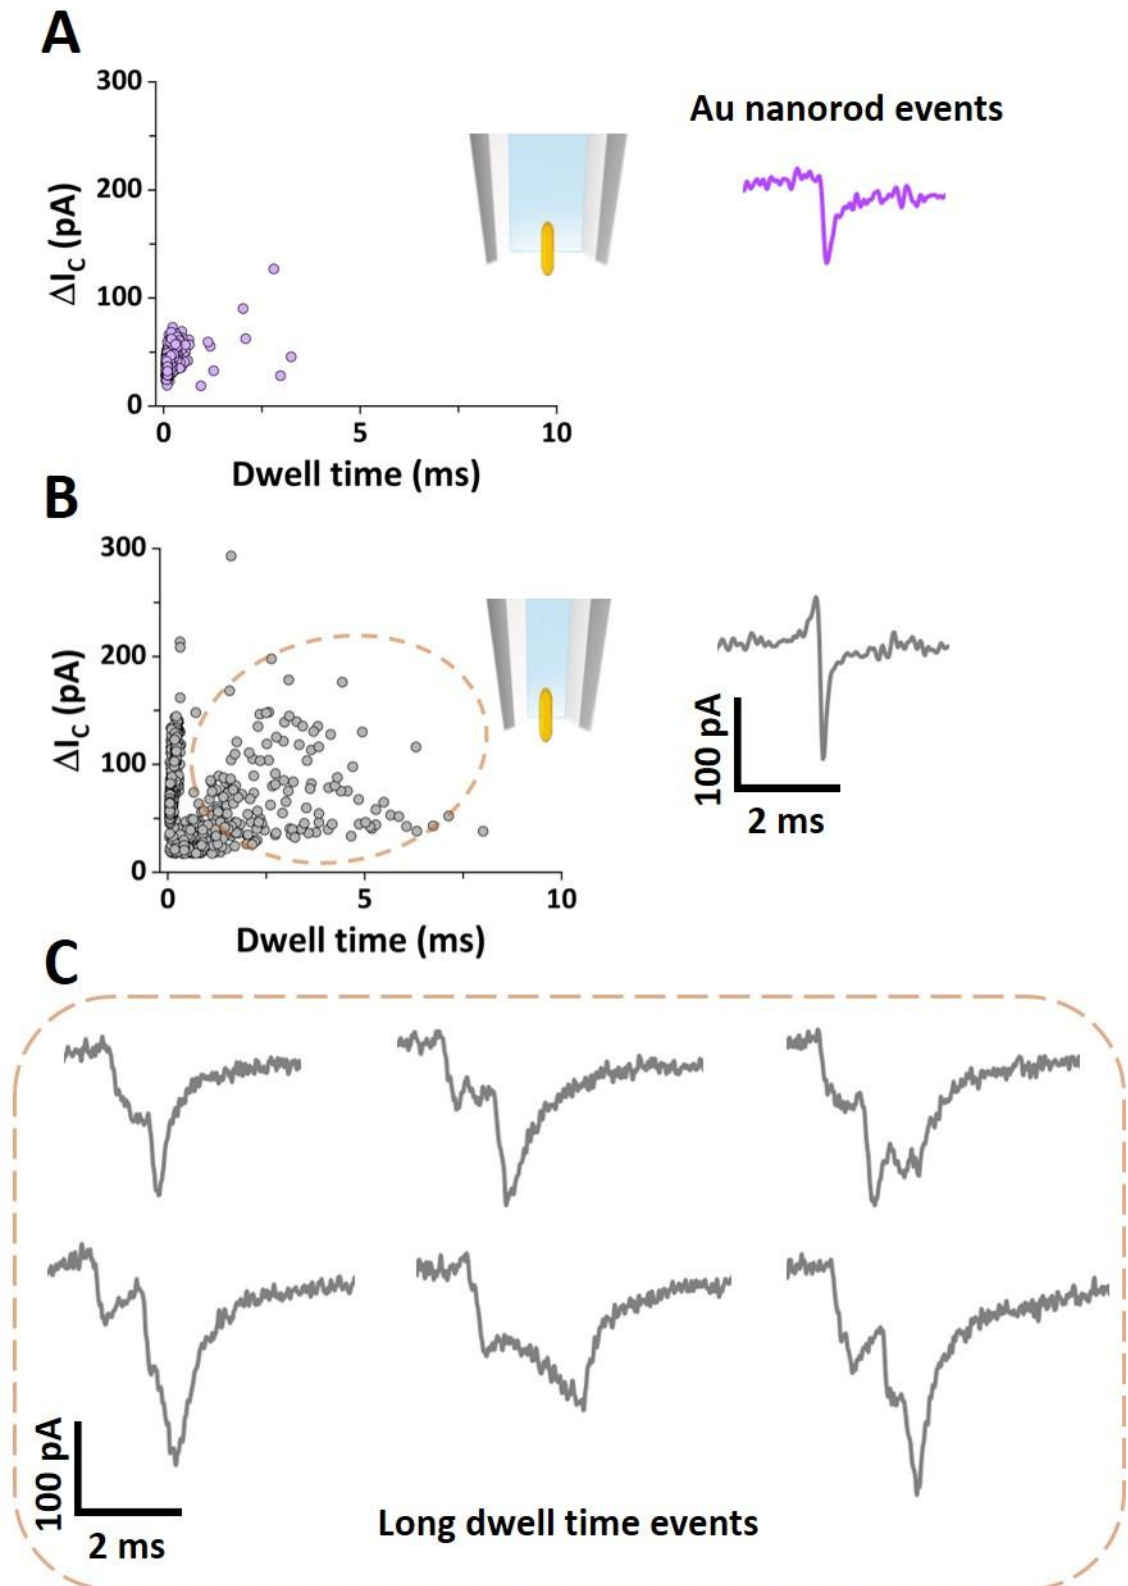 A
300
200
100
0
ΔI_C (pA)
0 5 10
Dwell time (ms)
Au nanorod events
B
300
200
100
0
ΔI_C (pA)
0 5 10
Dwell time (ms)
100 pA
2 ms
C
100 pA
2 ms
Long dwell time events